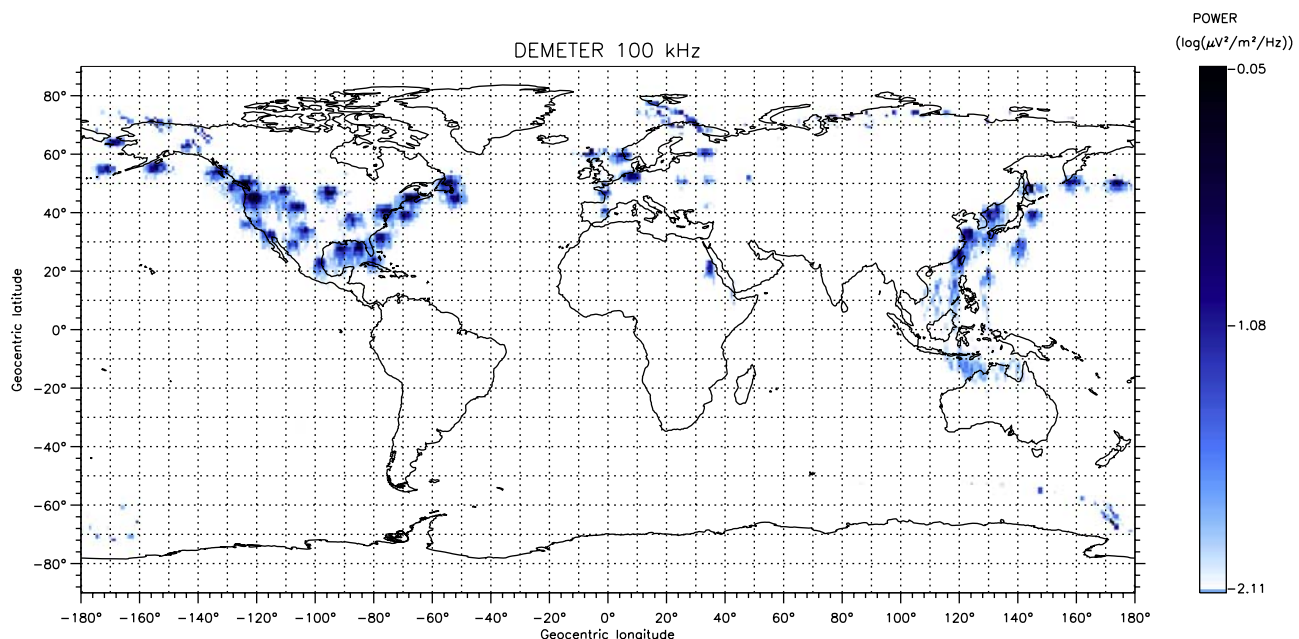 POWER
(log(μV²/m²/Hz))
DEMETER 100 kHz
-0.05
-1.08
-2.11
Geocentric latitude
80°
60°
40°
20°
0°
-20°
-40°
-60°
-80°
-180° -160° -140° -120° -100° -80° -60° -40° -20° 0° 20° 40° 60° 80° 100° 120° 140° 160° 180°
Geocentric longitude